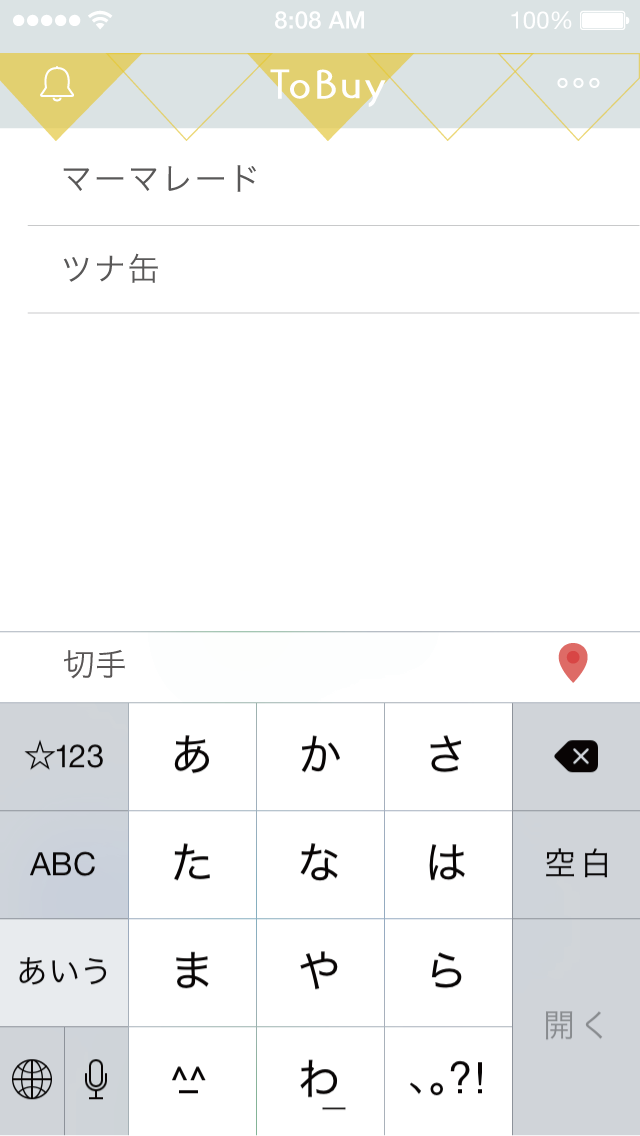 8:08 AM 100%
ToBuy
マーマレード
ツナ缶
切手
☆123 あ か さ
ABC た な は 空白
あいう ま や ら
開く
^_^ わ_ 、。?!